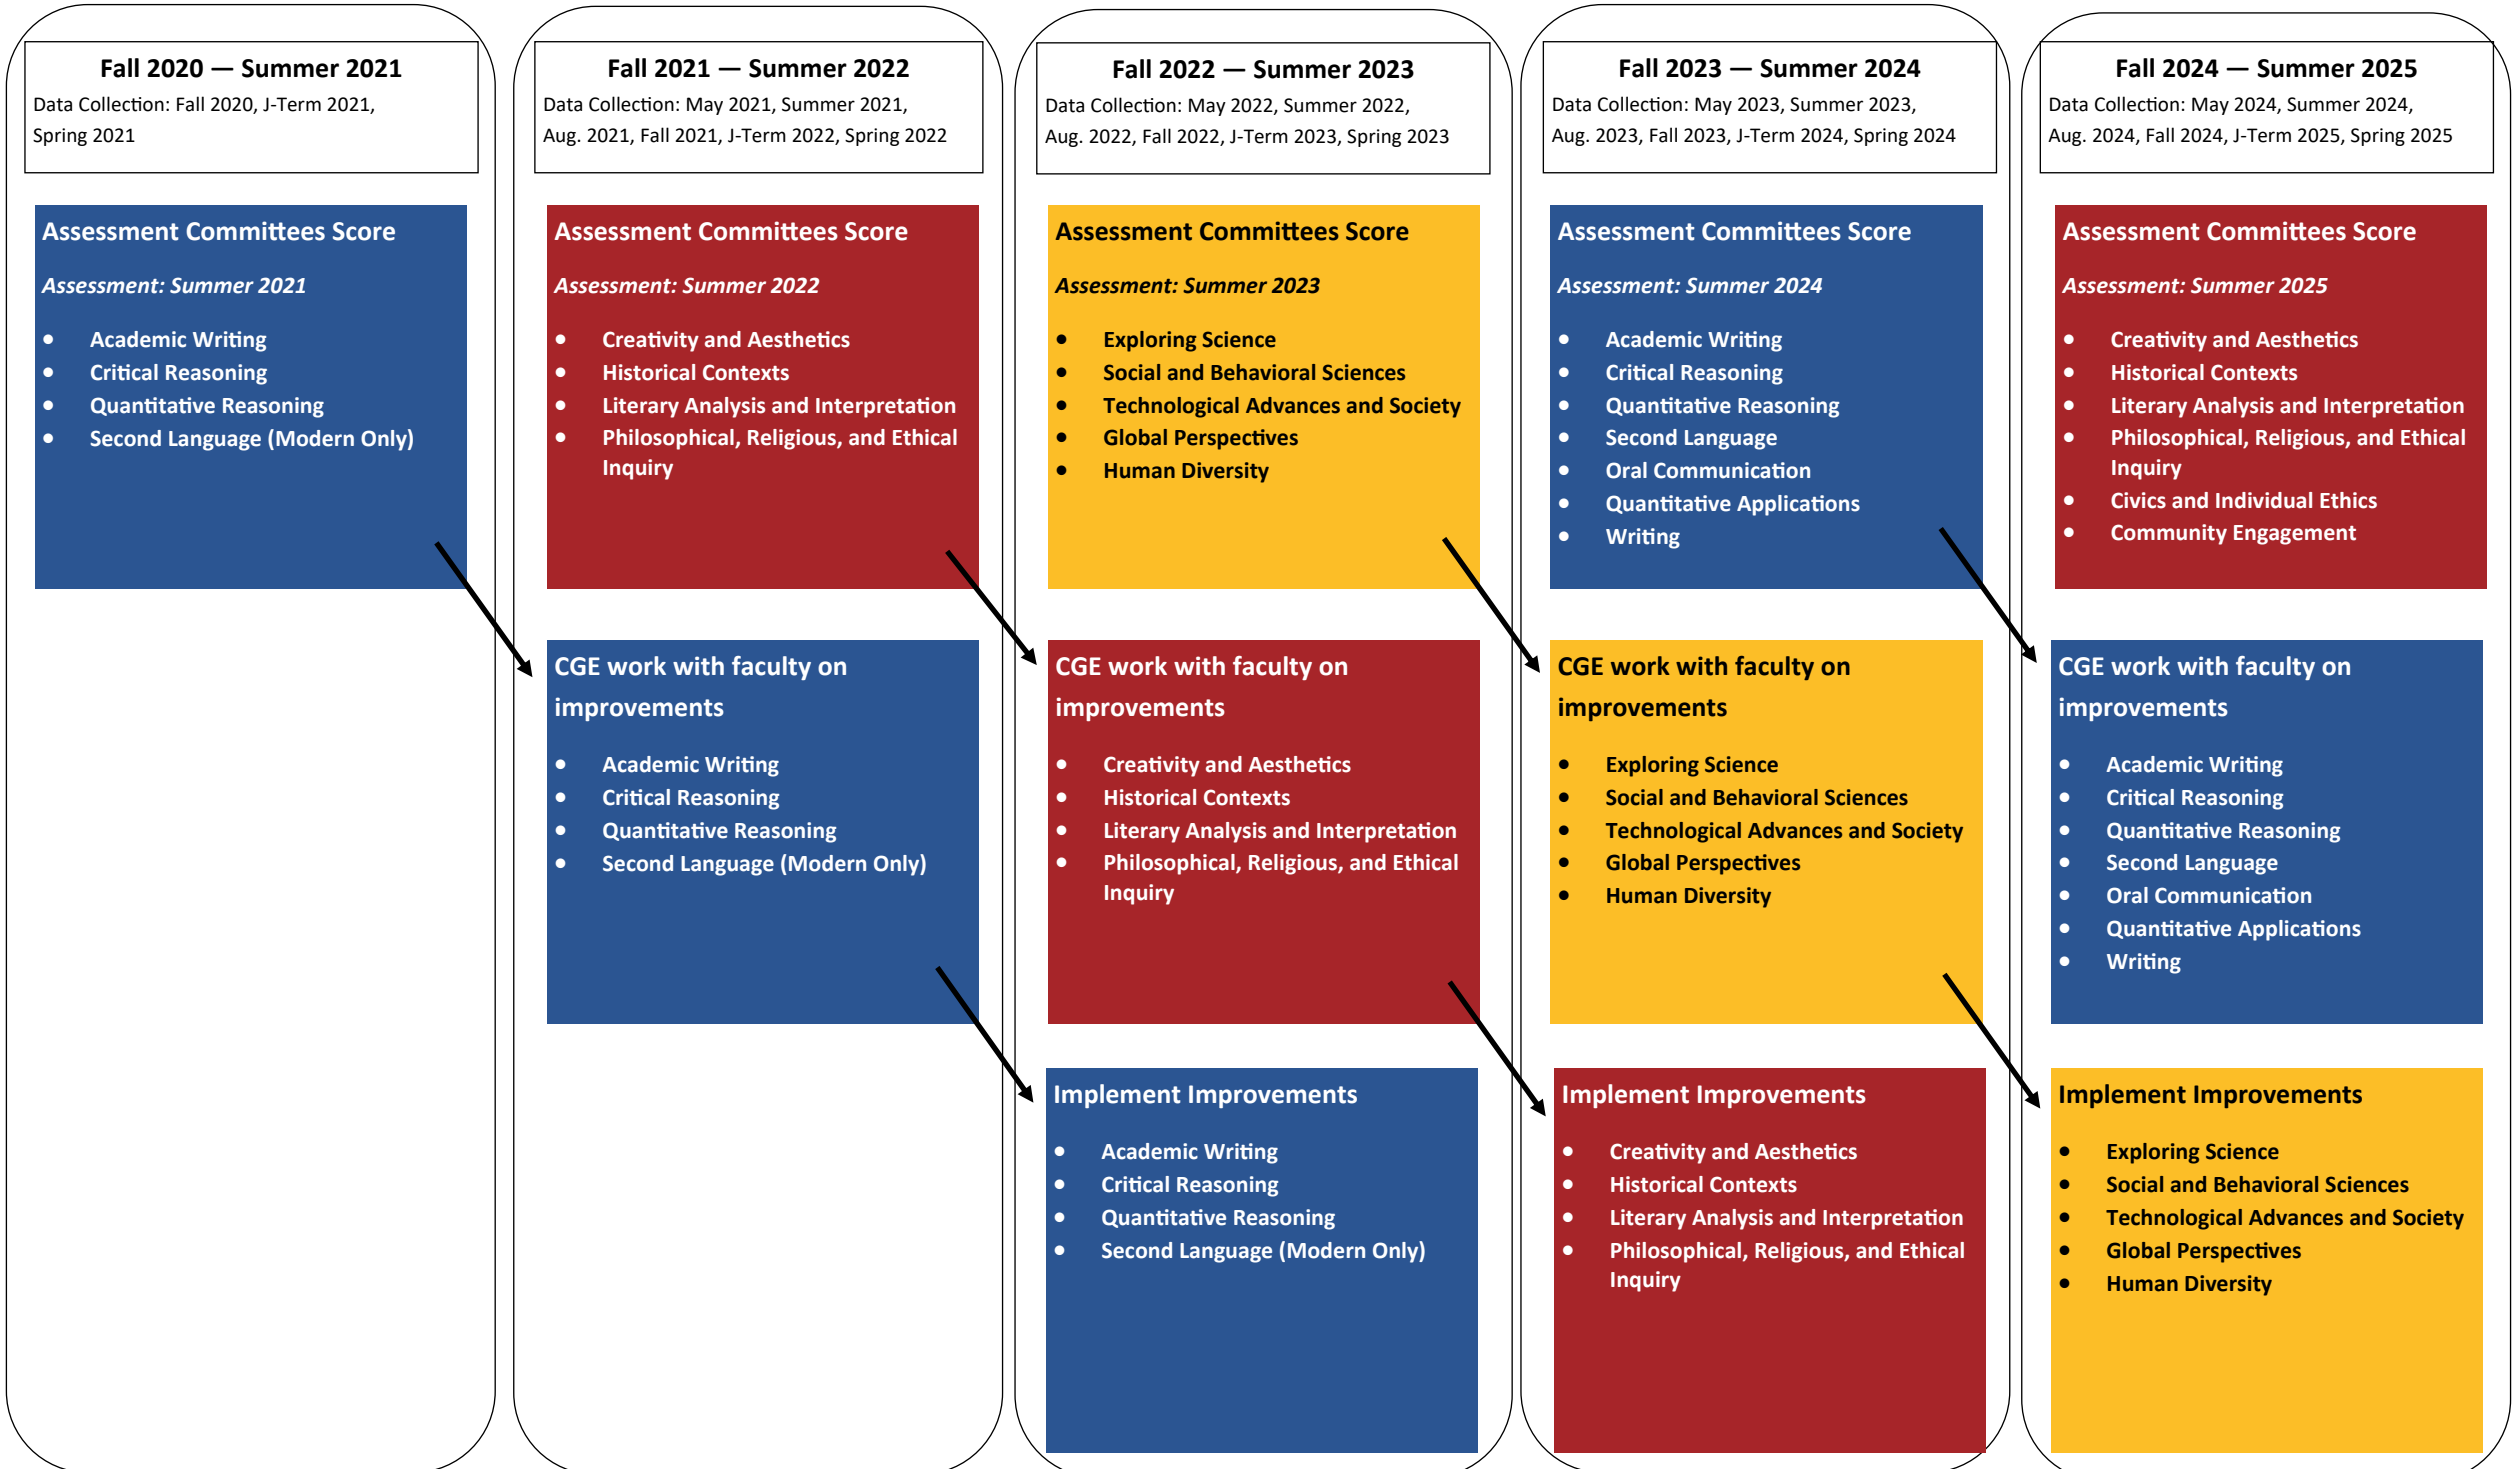 Fall 2020 — Summer 2021
Data Collection: Fall 2020, J-Term 2021,
Spring 2021
Assessment Committees Score
Assessment: Summer 2021
• Academic Writing
• Critical Reasoning
• Quantitative Reasoning
• Second Language (Modern Only)
Fall 2021 — Summer 2022
Data Collection: May 2021, Summer 2021,
Aug. 2021, Fall 2021, J-Term 2022, Spring 2022
Assessment Committees Score
Assessment: Summer 2022
• Creativity and Aesthetics
• Historical Contexts
• Literary Analysis and Interpretation
• Philosophical, Religious, and Ethical
Inquiry
CGE work with faculty on
improvements
• Academic Writing
• Critical Reasoning
• Quantitative Reasoning
• Second Language (Modern Only)
Fall 2022 — Summer 2023
Data Collection: May 2022, Summer 2022,
Aug. 2022, Fall 2022, J-Term 2023, Spring 2023
Assessment Committees Score
Assessment: Summer 2023
• Exploring Science
• Social and Behavioral Sciences
• Technological Advances and Society
• Global Perspectives
• Human Diversity
CGE work with faculty on
improvements
• Creativity and Aesthetics
• Historical Contexts
• Literary Analysis and Interpretation
• Philosophical, Religious, and Ethical
Inquiry
Implement Improvements
• Academic Writing
• Critical Reasoning
• Quantitative Reasoning
• Second Language (Modern Only)
Fall 2023 — Summer 2024
Data Collection: May 2023, Summer 2023,
Aug. 2023, Fall 2023, J-Term 2024, Spring 2024
Assessment Committees Score
Assessment: Summer 2024
• Academic Writing
• Critical Reasoning
• Quantitative Reasoning
• Second Language
• Oral Communication
• Quantitative Applications
• Writing
CGE work with faculty on
improvements
• Exploring Science
• Social and Behavioral Sciences
• Technological Advances and Society
• Global Perspectives
• Human Diversity
Implement Improvements
• Creativity and Aesthetics
• Historical Contexts
• Literary Analysis and Interpretation
• Philosophical, Religious, and Ethical
Inquiry
Fall 2024 — Summer 2025
Data Collection: May 2024, Summer 2024,
Aug. 2024, Fall 2024, J-Term 2025, Spring 2025
Assessment Committees Score
Assessment: Summer 2025
• Creativity and Aesthetics
• Historical Contexts
• Literary Analysis and Interpretation
• Philosophical, Religious, and Ethical
Inquiry
• Civics and Individual Ethics
• Community Engagement
CGE work with faculty on
improvements
• Academic Writing
• Critical Reasoning
• Quantitative Reasoning
• Second Language
• Oral Communication
• Quantitative Applications
• Writing
Implement Improvements
• Exploring Science
• Social and Behavioral Sciences
• Technological Advances and Society
• Global Perspectives
• Human Diversity